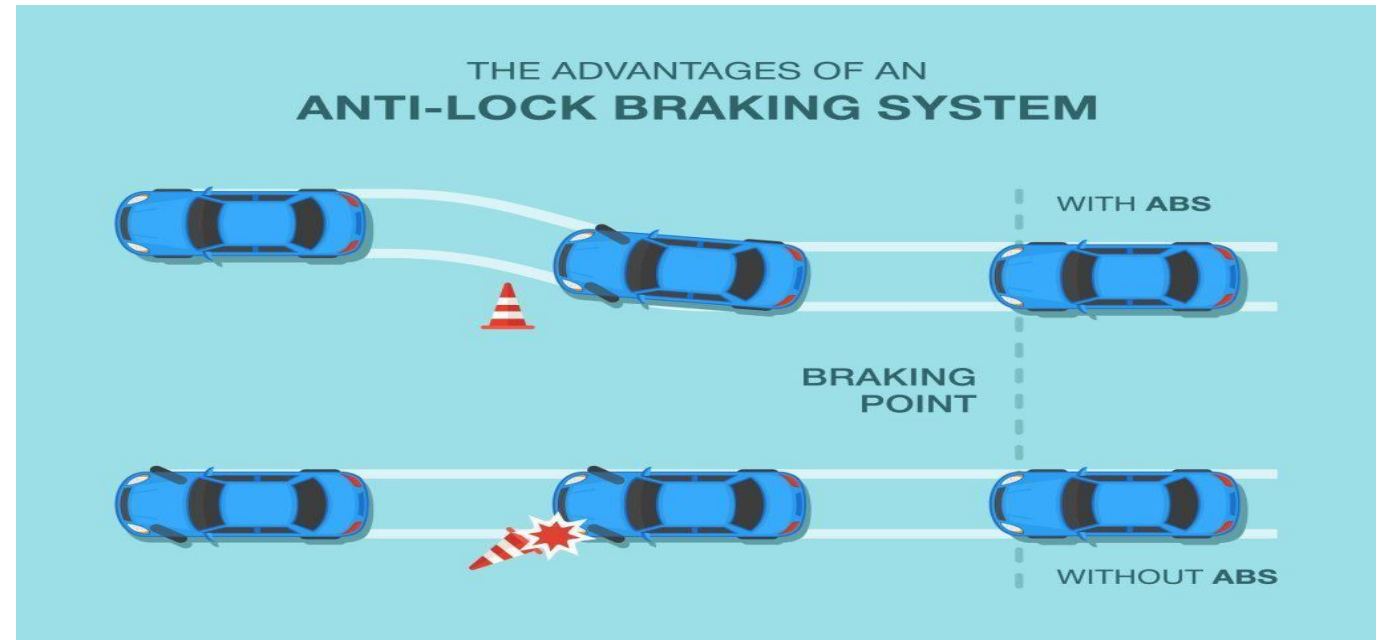 THE ADVANTAGES OF AN
ANTI-LOCK BRAKING SYSTEM
WITH ABS
BRAKING
POINT
WITHOUT ABS